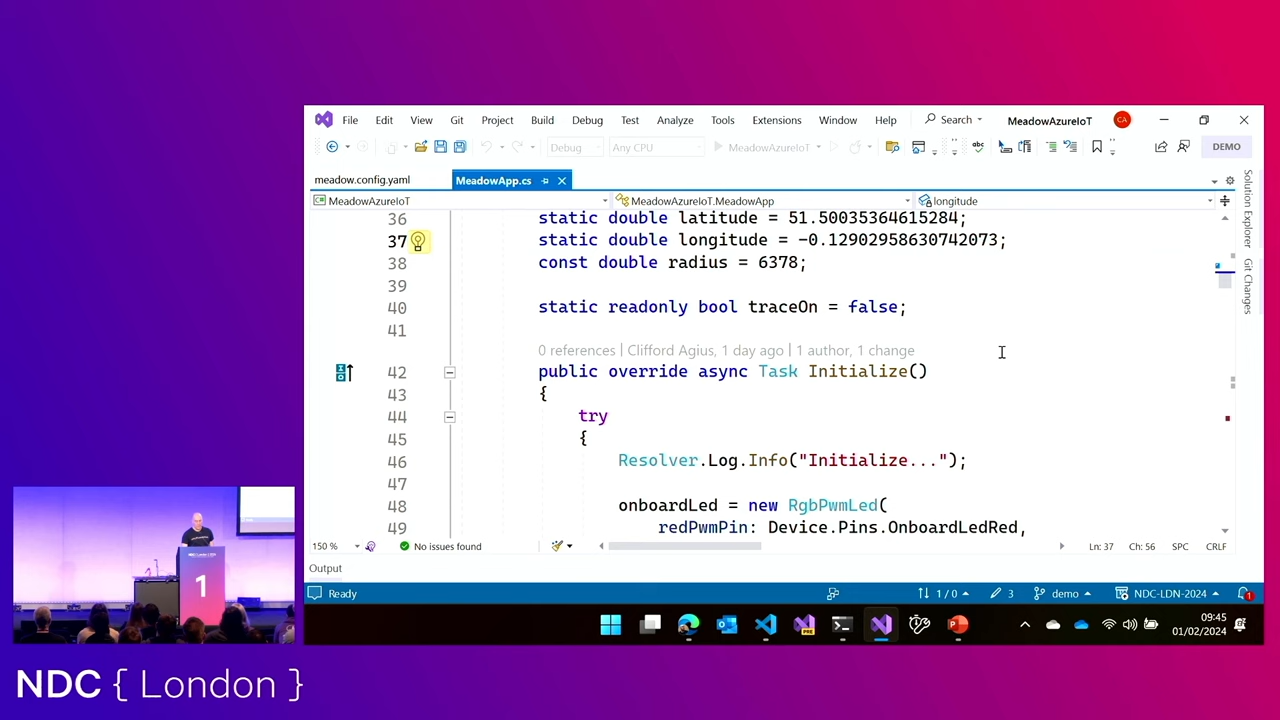 File Edit View Git Project Build Debug Test Analyze Tools Extensions Window Help Search MeadowAzureIoT CA
Debug Any CPU MeadowAzureIoT DEMO
meadow.config.yaml MeadowApp.cs
MeadowAzureIoT MeadowAzureIoT.MeadowApp longitude
Solution Explorer
Git Changes
36 static double latitude = 51.50035364615284;
37 static double longitude = -0.12902958630742073;
38 const double radius = 6378;
39
40 static readonly bool traceOn = false;
41
0 references | Clifford Agius, 1 day ago | 1 author, 1 change
42 public override async Task Initialize()
43 {
44 try
45 {
46 Resolver.Log.Info("Initialize...");
47
48 onboardLed = new RgbPwmLed(
49 redPwmPin: Device.Pins.OnboardLedRed,
150 % No issues found Ln: 37 Ch: 56 SPC CRLF
Output
Ready 1 / 0 3 demo NDC-LDN-2024 1
PRE
09:45
01/02/2024
1
NDC { London }